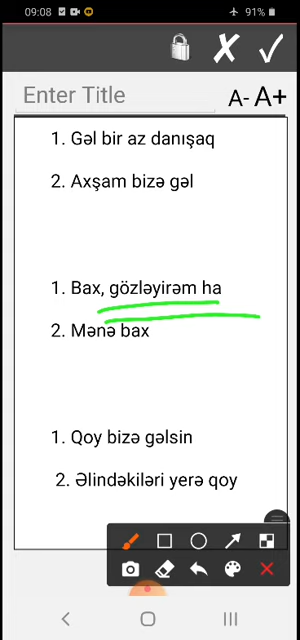 09:08
91%
Enter Title
A- A+
1. Gəl bir az danışaq
2. Axşam bizə gəl
1. Bax, gözləyirəm ha
2. Mənə bax
1. Qoy bizə gəlsin
2. Əlindəkiləri yerə qoy